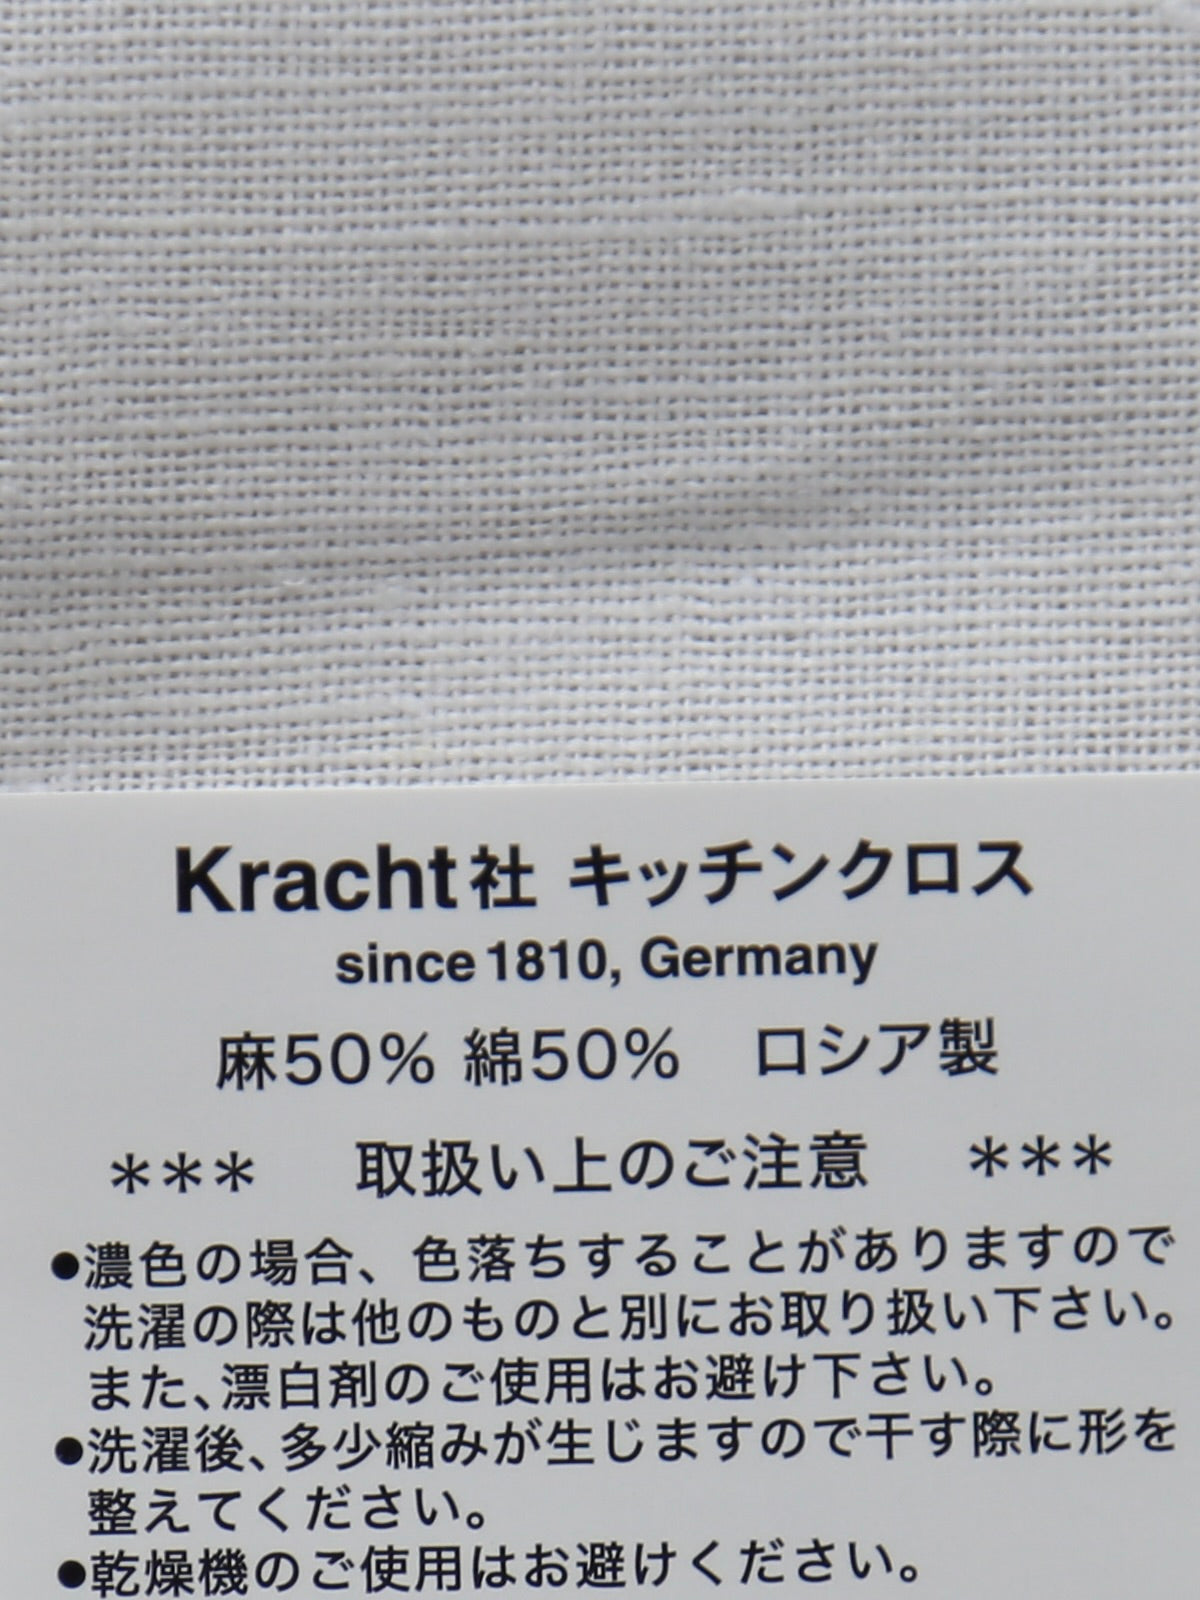 Kracht社 キッチンクロス
since 1810, Germany
麻50% 綿50%　ロシア製
＊＊＊　取扱い上のご注意　＊＊＊
●濃色の場合、色落ちすることがありますので
洗濯の際は他のものと別にお取り扱い下さい。
また、漂白剤のご使用はお避け下さい。
●洗濯後、多少縮みが生じますので干す際に形を
整えてください。
●乾燥機のご使用はお避けください。